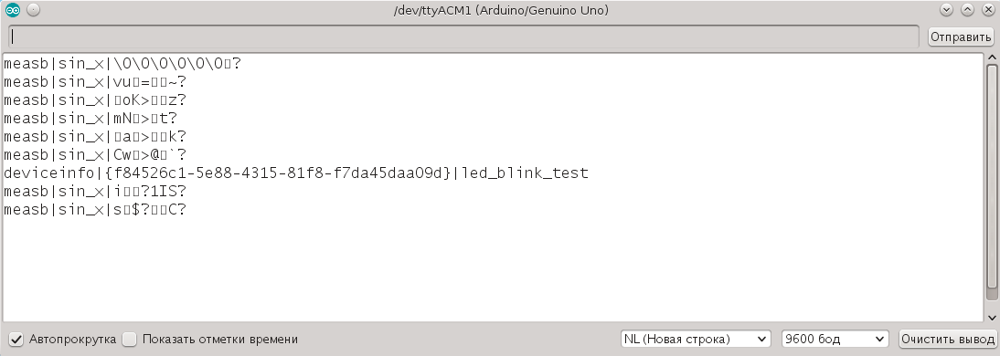 /dev/ttyACM1 (Arduino/Genuino Uno)
Отправить
measb|sin_x|\0\0\0\0\0\0▯?
measb|sin_x|vu▯=▯▯~?
measb|sin_x|▯oK>▯▯z?
measb|sin_x|mN▯>▯t?
measb|sin_x|▯a▯>▯▯k?
measb|sin_x|Cw▯>@▯`?
deviceinfo|{f84526c1-5e88-4315-81f8-f7da45daa09d}|led_blink_test
measb|sin_x|i▯▯?1IS?
measb|sin_x|s▯$?▯▯C?
Автопрокрутка Показать отметки времени NL (Новая строка) 9600 бод Очистить вывод